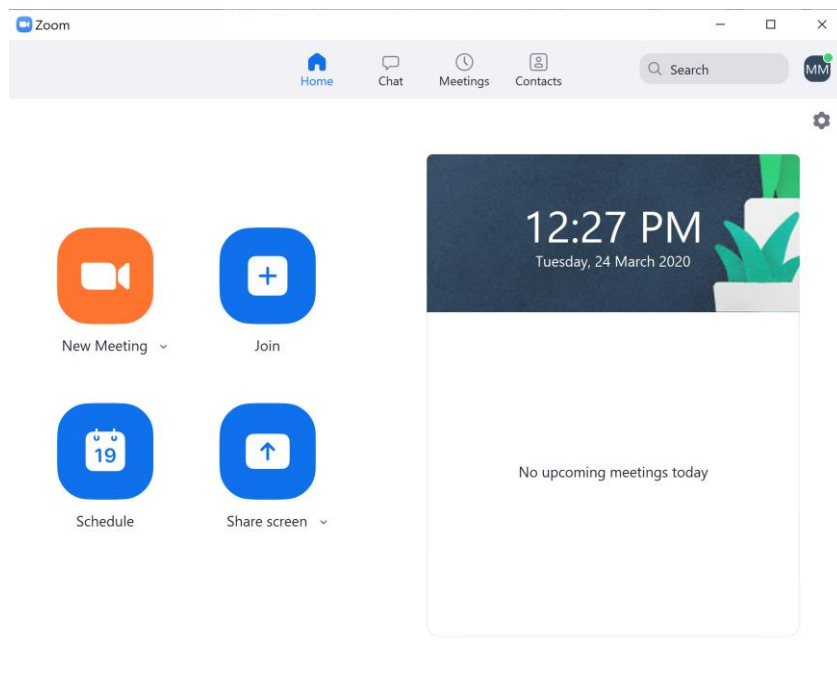 Zoom
Home
Chat
Meetings
Contacts
Search
MM
12:27 PM
Tuesday, 24 March 2020
New Meeting
Join
19
Schedule
Share screen
No upcoming meetings today